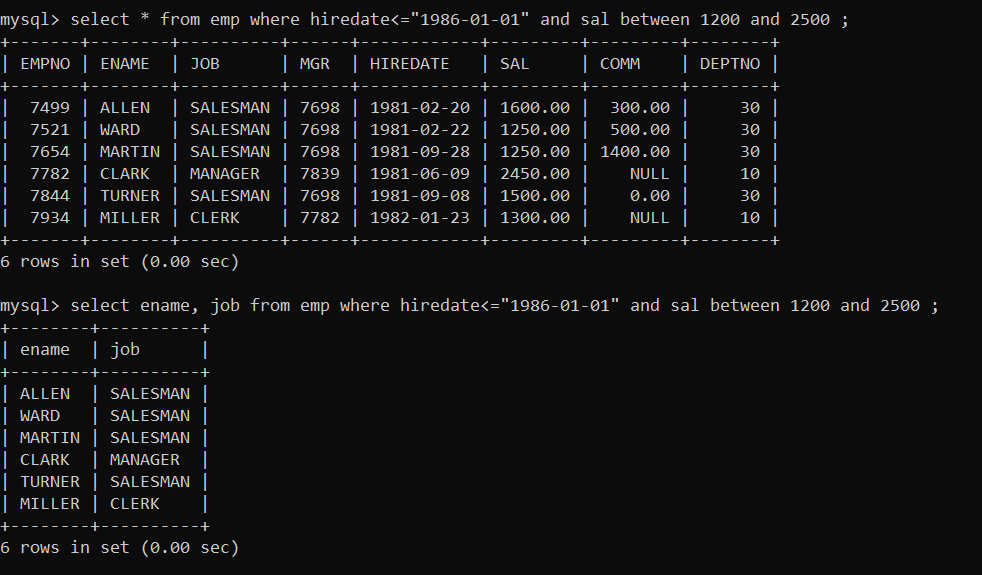 mysql> select * from emp where hiredate<="1986-01-01" and sal between 1200 and 2500 ;
+-------+--------+----------+------+------------+---------+---------+--------+
| EMPNO | ENAME  | JOB      | MGR  | HIREDATE   | SAL     | COMM    | DEPTNO |
+-------+--------+----------+------+------------+---------+---------+--------+
|  7499 | ALLEN  | SALESMAN | 7698 | 1981-02-20 | 1600.00 |  300.00 |     30 |
|  7521 | WARD   | SALESMAN | 7698 | 1981-02-22 | 1250.00 |  500.00 |     30 |
|  7654 | MARTIN | SALESMAN | 7698 | 1981-09-28 | 1250.00 | 1400.00 |     30 |
|  7782 | CLARK  | MANAGER  | 7839 | 1981-06-09 | 2450.00 |    NULL |     10 |
|  7844 | TURNER | SALESMAN | 7698 | 1981-09-08 | 1500.00 |    0.00 |     30 |
|  7934 | MILLER | CLERK    | 7782 | 1982-01-23 | 1300.00 |    NULL |     10 |
+-------+--------+----------+------+------------+---------+---------+--------+
6 rows in set (0.00 sec)
mysql> select ename, job from emp where hiredate<="1986-01-01" and sal between 1200 and 2500 ;
+--------+----------+
| ename  | job      |
+--------+----------+
| ALLEN  | SALESMAN |
| WARD   | SALESMAN |
| MARTIN | SALESMAN |
| CLARK  | MANAGER  |
| TURNER | SALESMAN |
| MILLER | CLERK    |
+--------+----------+
6 rows in set (0.00 sec)